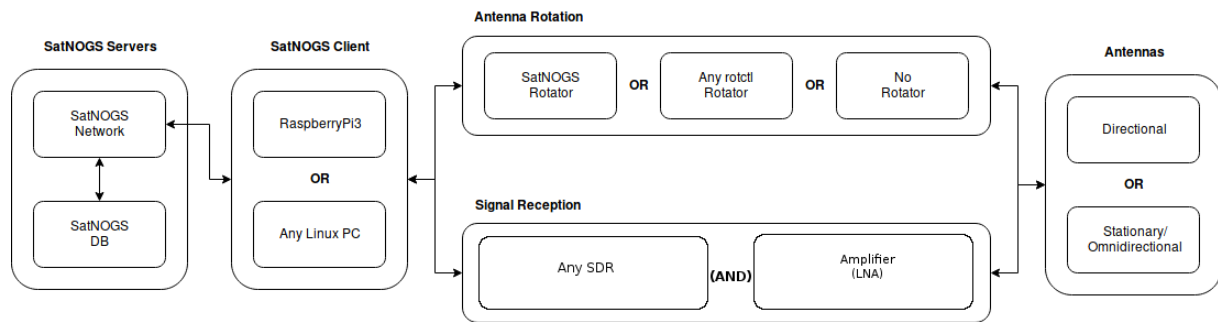 SatNOGS Servers
SatNOGS
Network
SatNOGS
DB
SatNOGS Client
RaspberryPi3
OR
Any Linux PC
Antenna Rotation
SatNOGS
Rotator
OR
Any rotctl
Rotator
OR
No
Rotator
Signal Reception
Any SDR
(AND)
Amplifier
(LNA)
Antennas
Directional
OR
Stationary/
Omnidirectional